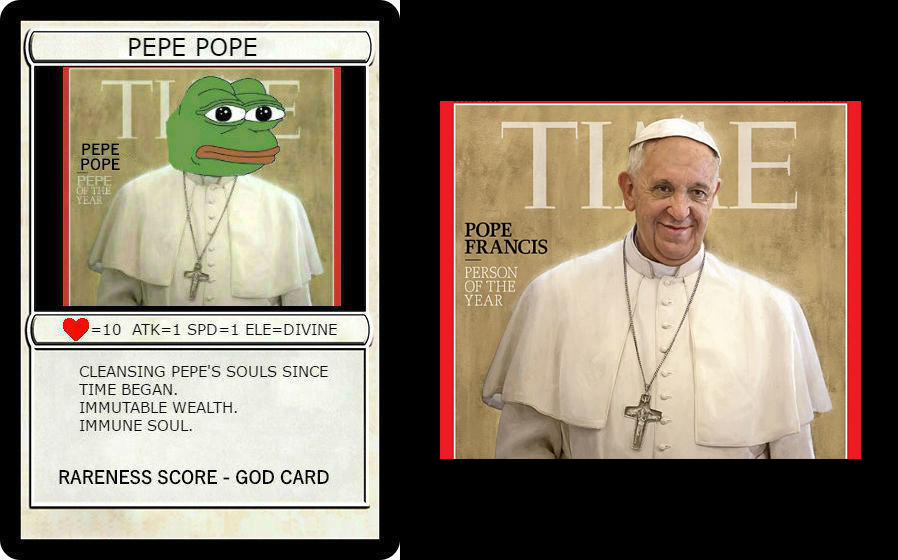 PEPE POPE
TIME
PEPE
POPE
PEPE
OF THE
YEAR
=10 ATK=1 SPD=1 ELE=DIVINE
CLEANSING PEPE'S SOULS SINCE
TIME BEGAN.
IMMUTABLE WEALTH.
IMMUNE SOUL.
RARENESS SCORE - GOD CARD
TIME
POPE
FRANCIS
PERSON
OF THE
YEAR